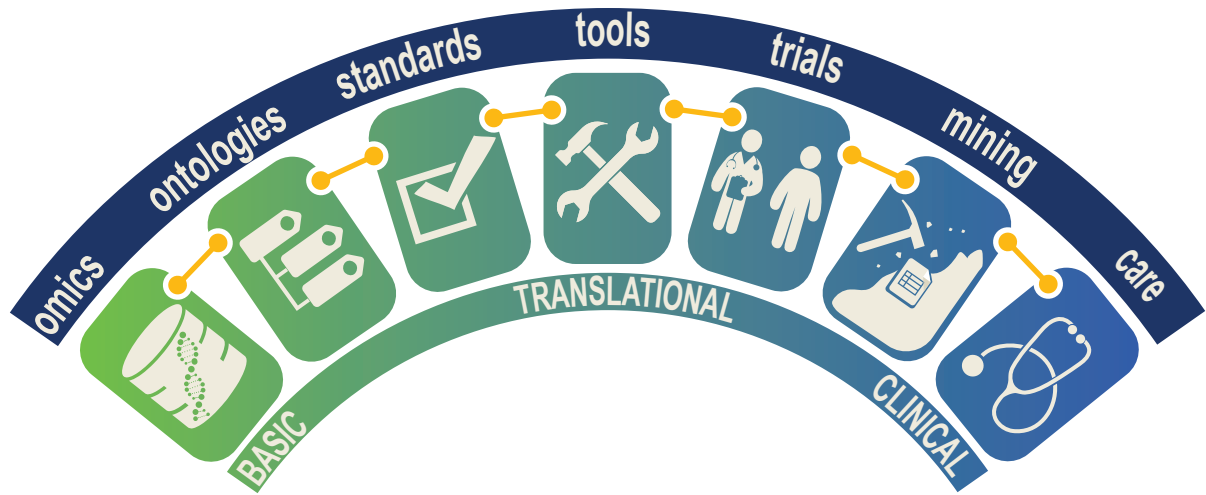 omics
ontologies
standards
tools
trials
mining
care
BASIC
TRANSLATIONAL
CLINICAL